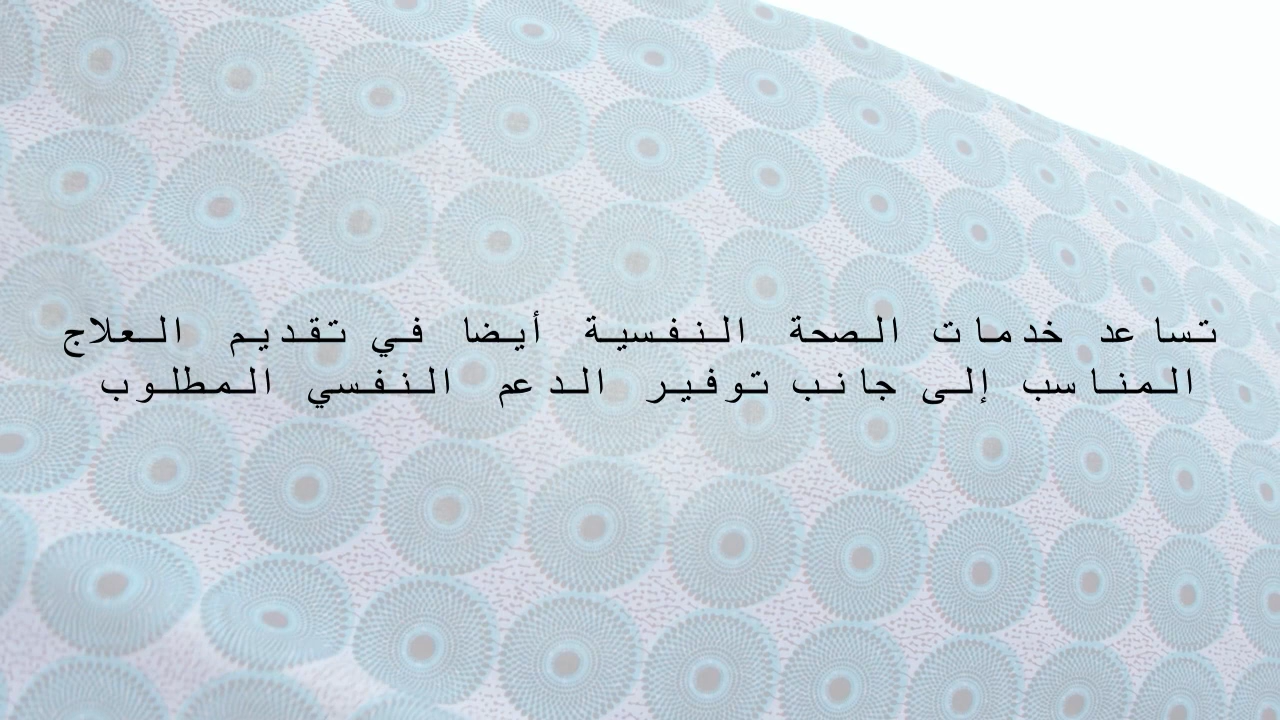 تساعد خدمات الصحة النفسية أيضا في تقديم العلاج
المناسب إلى جانب توفير الدعم النفسي المطلوب